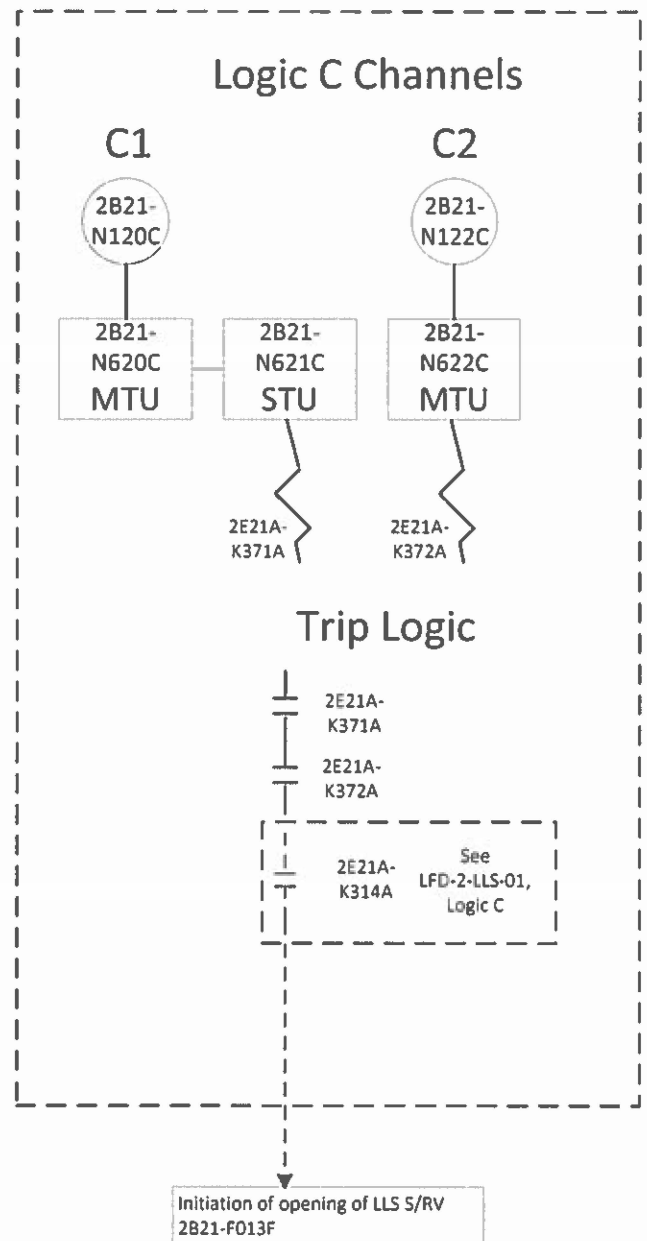 Logic C Channels
C1
C2
2B21-
N120C
2B21-
N122C
2B21-
N620C
MTU
2B21-
N621C
STU
2B21-
N622C
MTU
2E21A-
K371A
2E21A-
K372A
Trip Logic
2E21A-
K371A
2E21A-
K372A
2E21A-
K314A
See
LFD-2-LLS-01,
Logic C
Initiation of opening of LLS S/RV
2B21-F013F